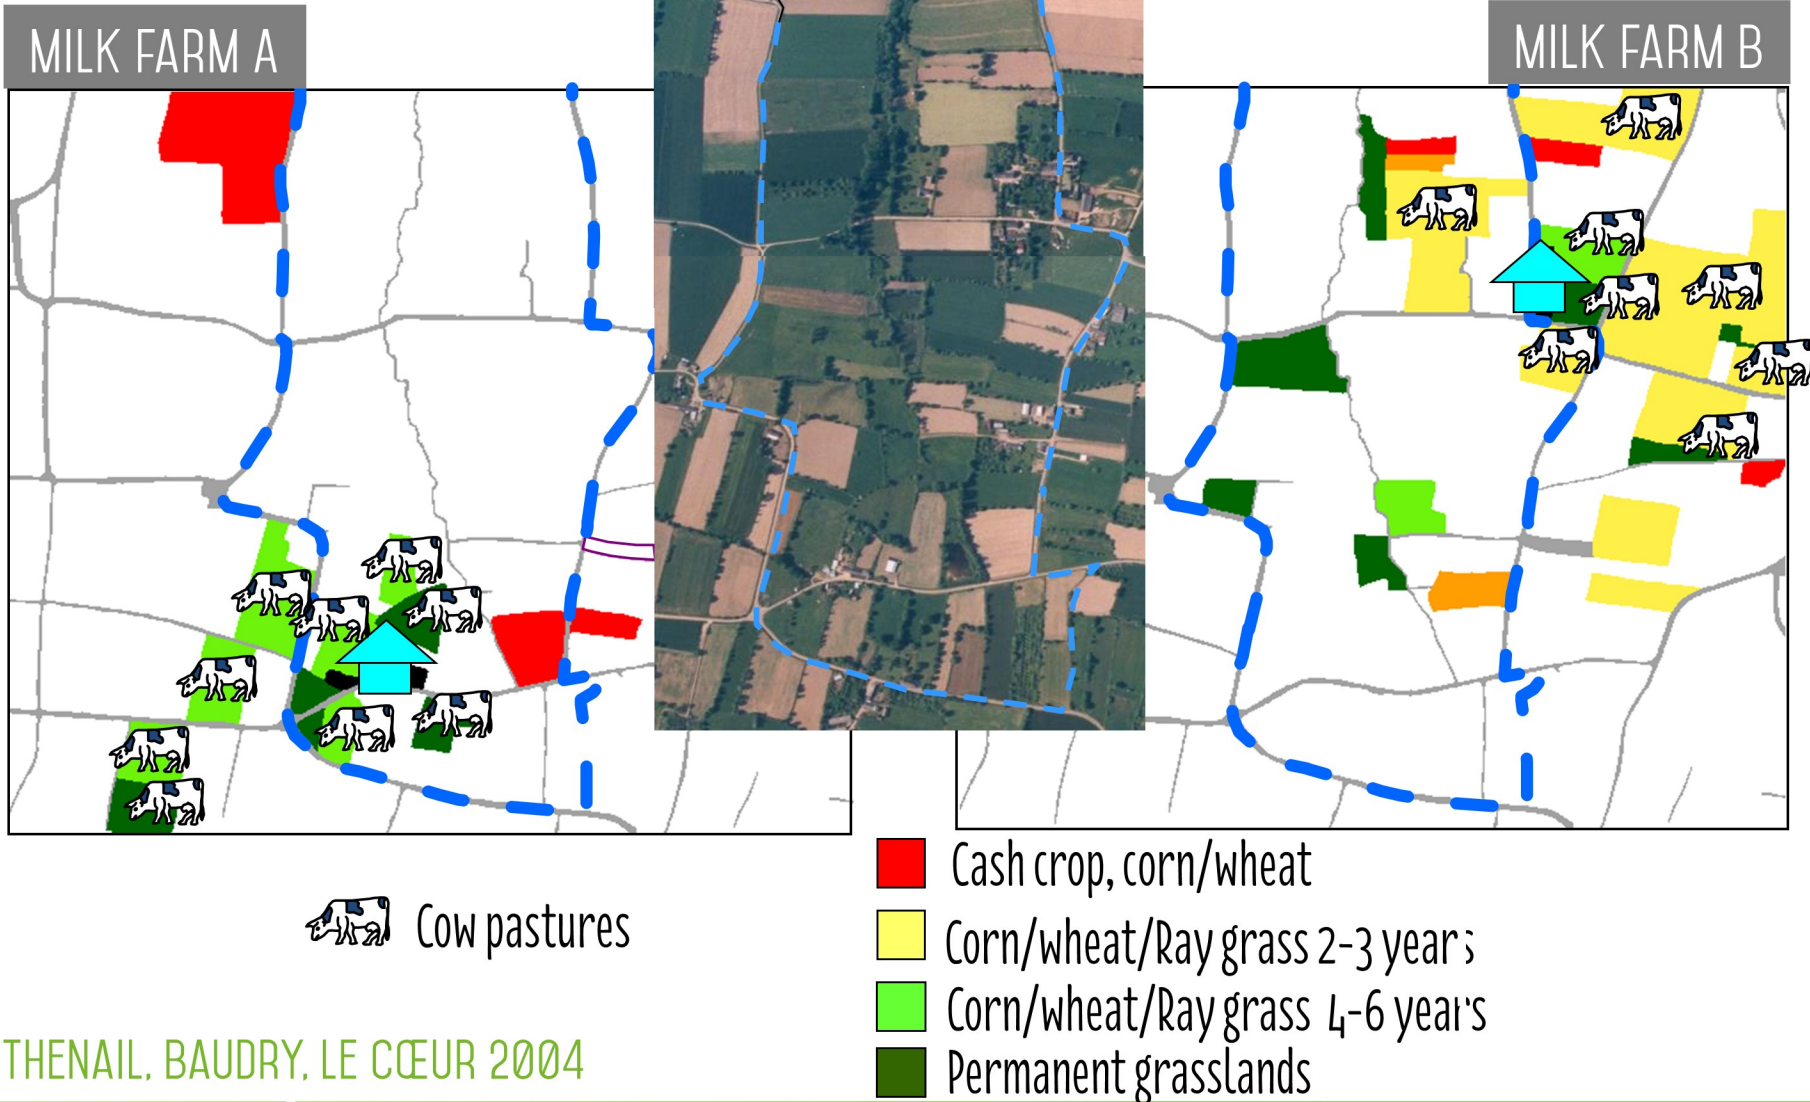 MILK FARM A
MILK FARM B
Cow pastures
Cash crop, corn/wheat
Corn/wheat/Ray grass 2-3 years
Corn/wheat/Ray grass 4-6 years
Permanent grasslands
THENAIL, BAUDRY, LE CŒUR 2004